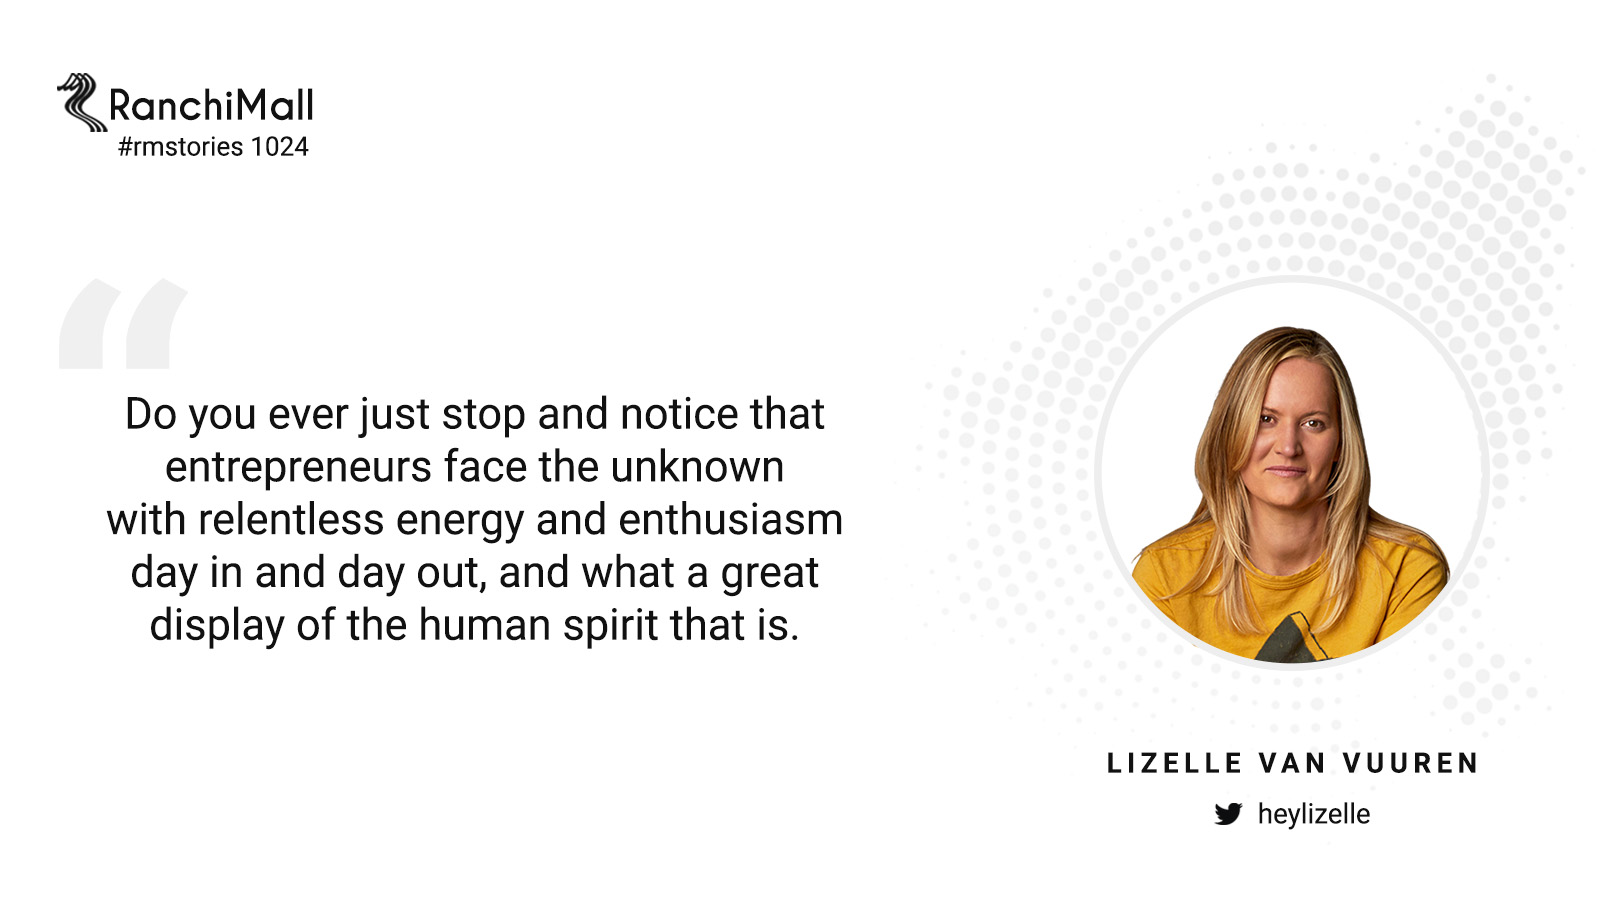 RanchiMall
#rmstories 1024
“
Do you ever just stop and notice that
entrepreneurs face the unknown
with relentless energy and enthusiasm
day in and day out, and what a great
display of the human spirit that is.
LIZELLE VAN VUUREN
heylizelle